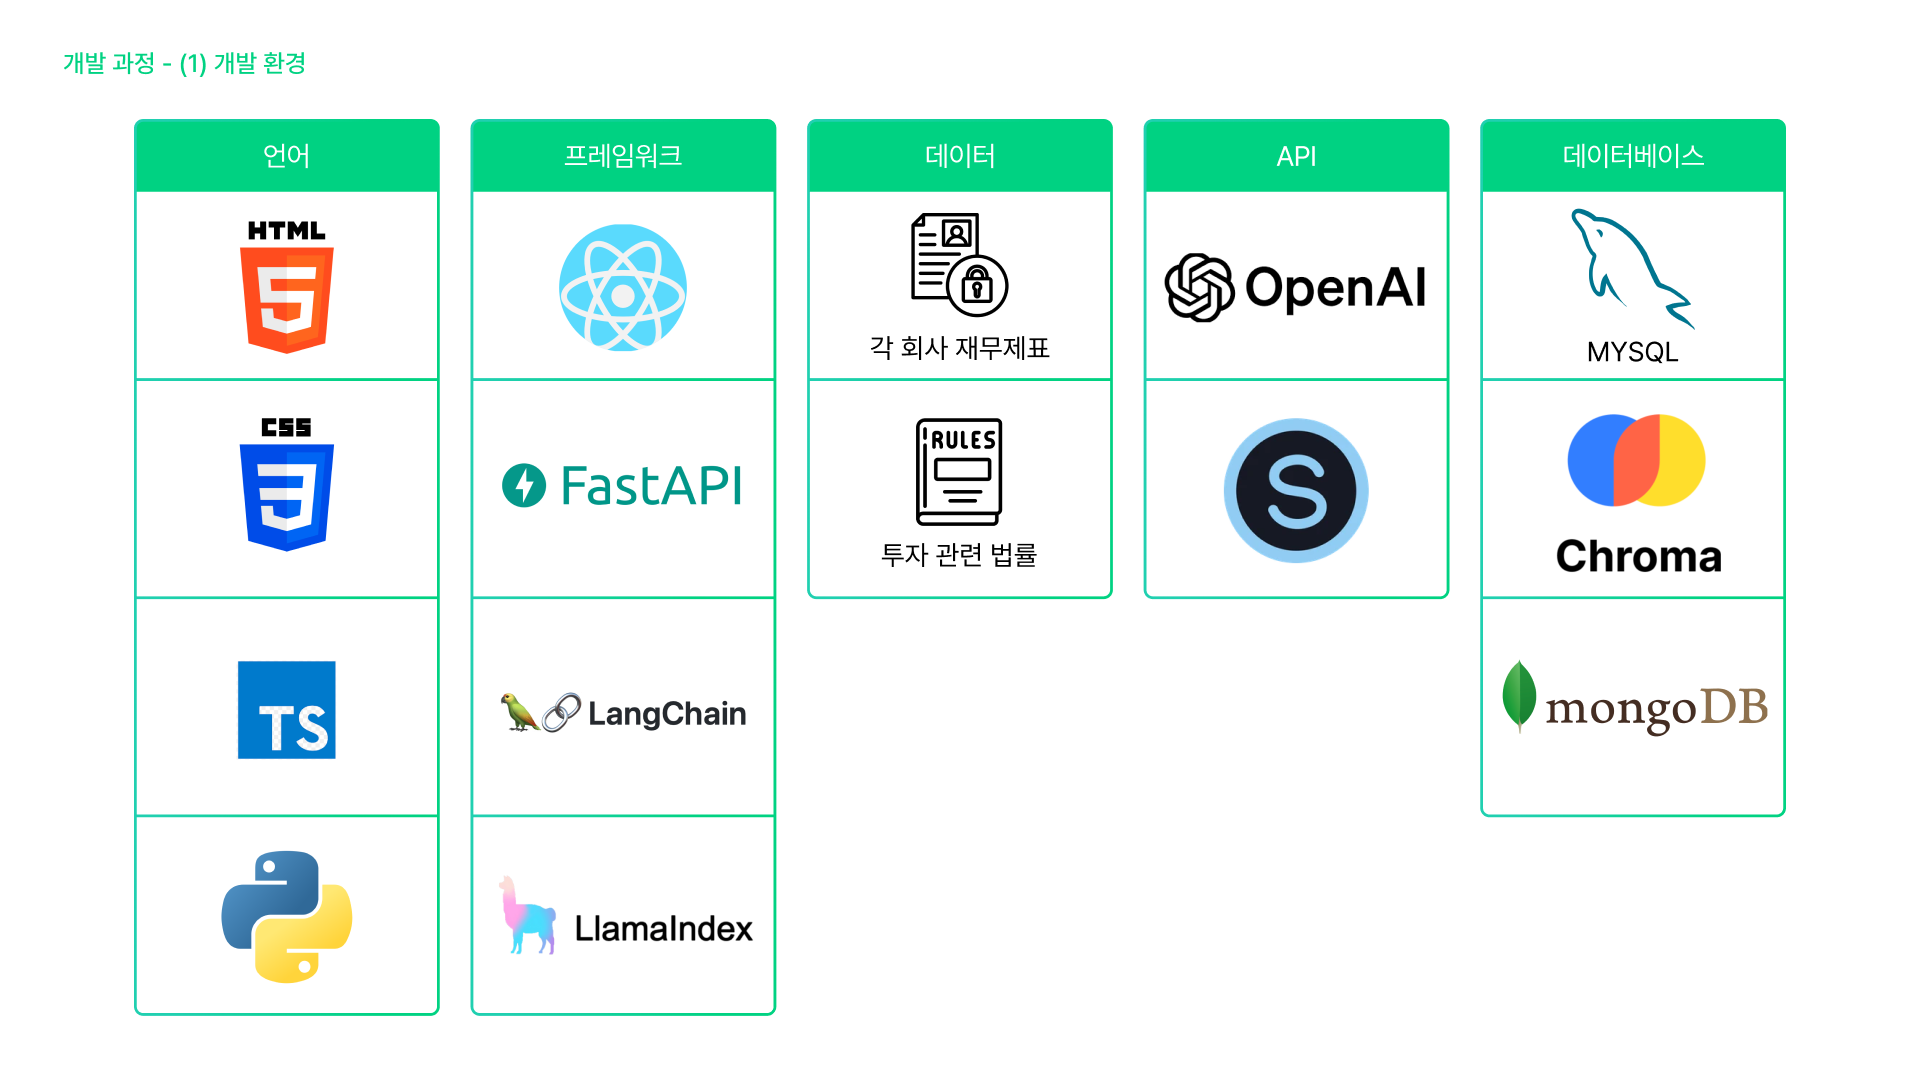 개발 과정 - (1) 개발 환경
언어
HTML
5
CSS
3
TS
프레임워크
FastAPI
LangChain
LlamaIndex
데이터
각 회사 재무제표
RULES
투자 관련 법률
API
OpenAI
S
데이터베이스
MYSQL
Chroma
mongoDB